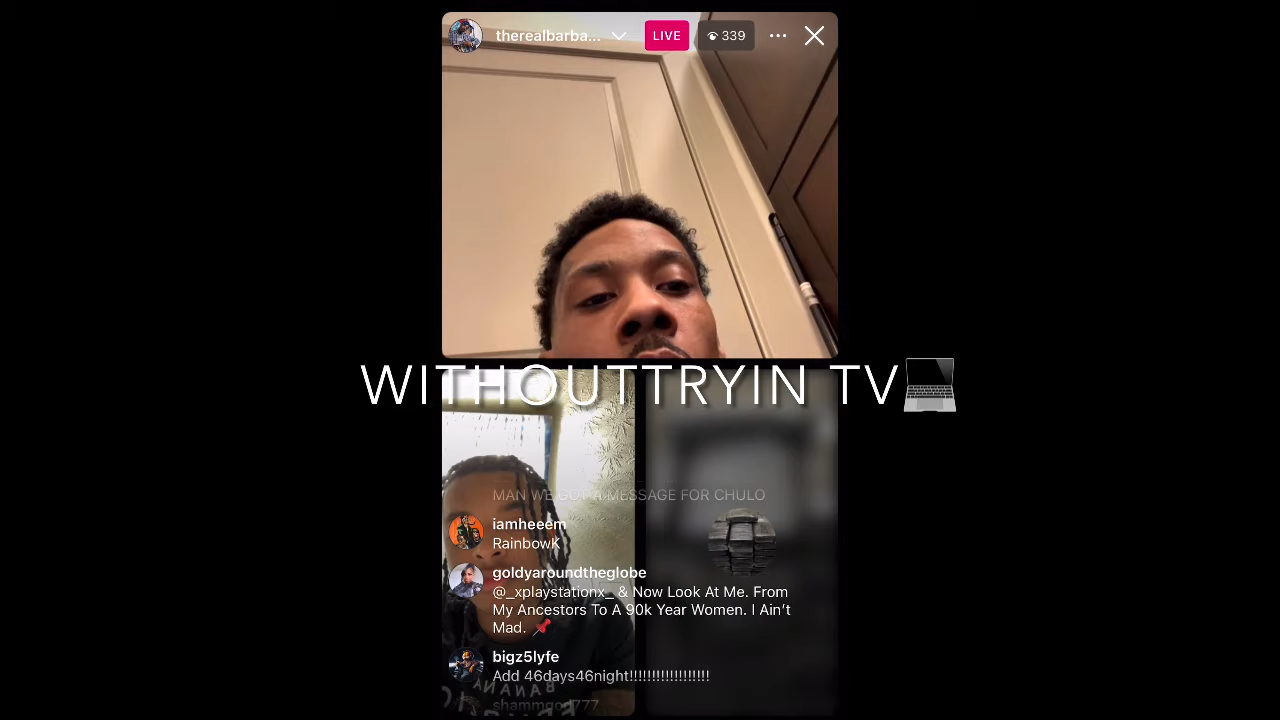 therealbarba...
LIVE
339
WITHOUTTRYIN TV
MAN WE GOT A MESSAGE FOR CHULO
iamheeem
RainbowK
goldyaroundtheglobe
@_xplaystationx_ & Now Look At Me. From
My Ancestors To A 90k Year Women. I Ain't
Mad. 📌
bigz5lyfe
Add 46days46night!!!!!!!!!!!!!!!!!!
shammgod777